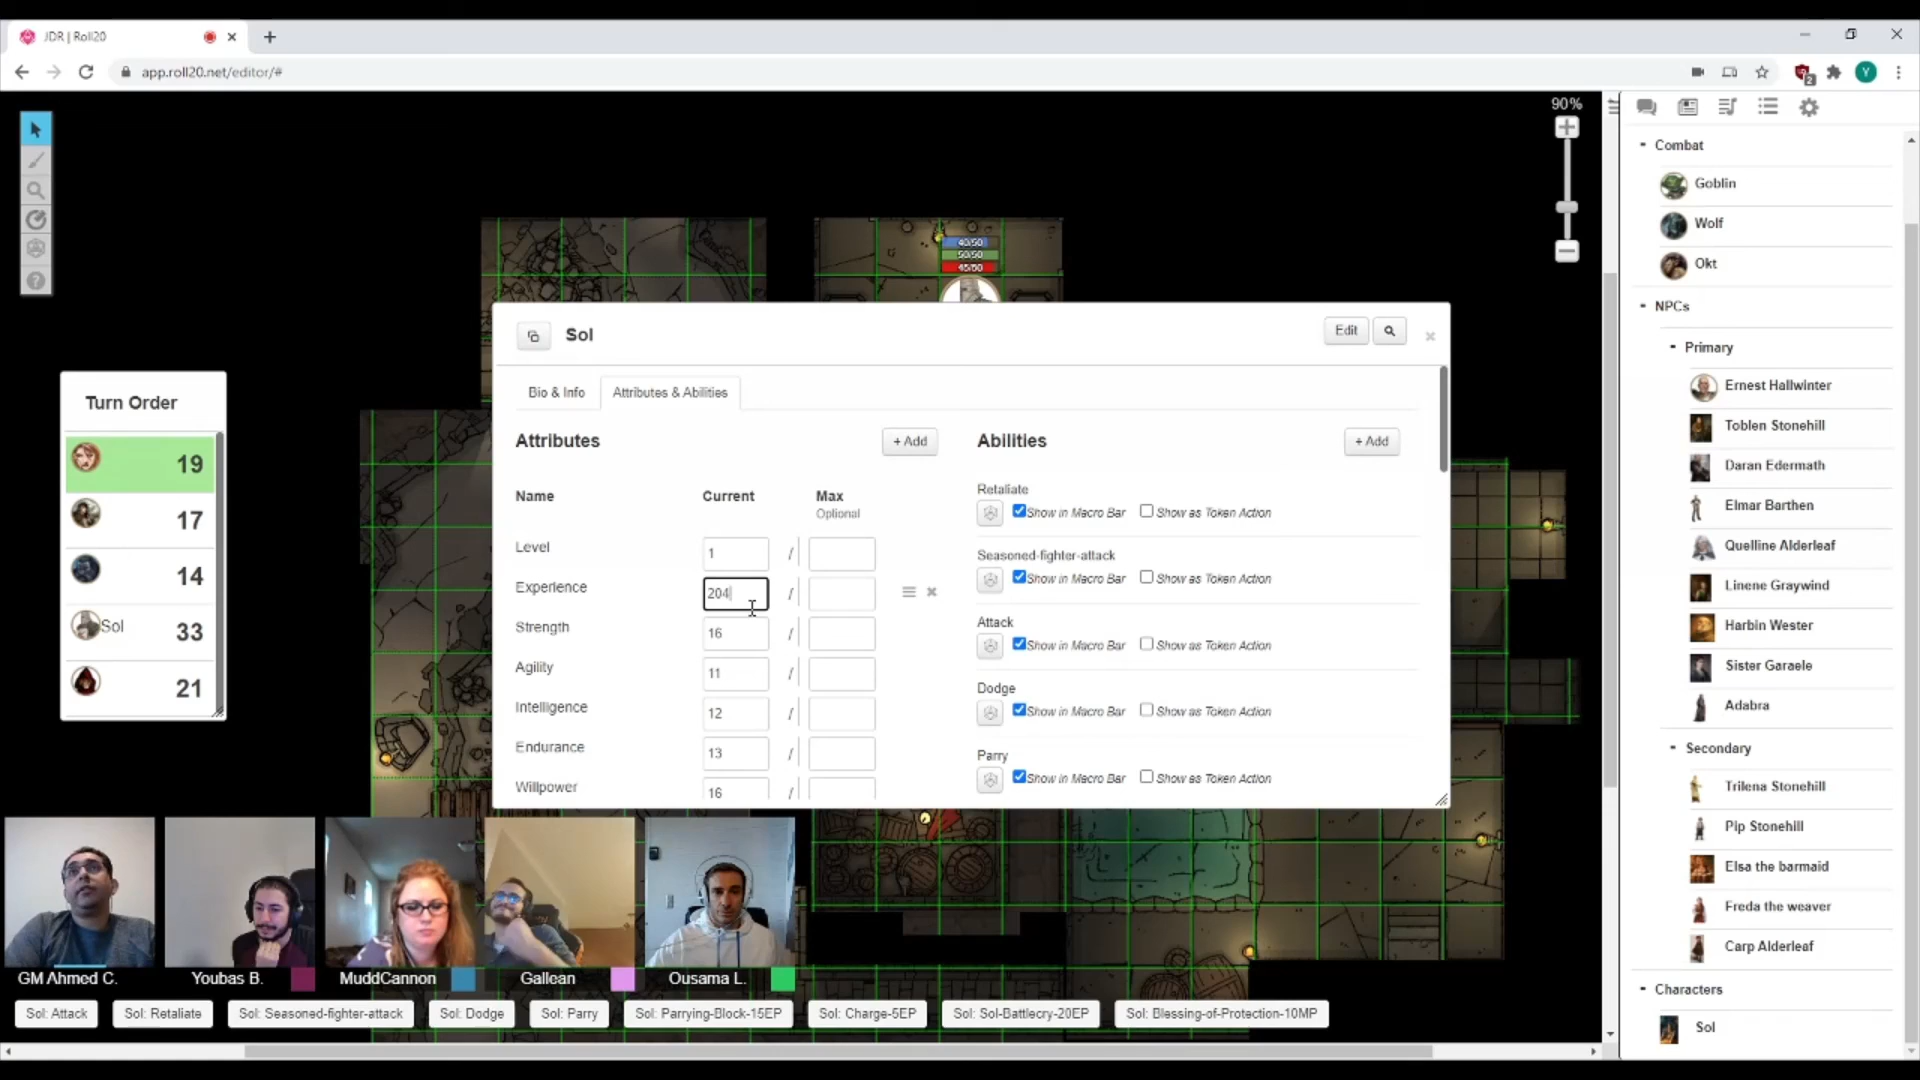 JDR | Roll20
app.roll20.net/editor/#
2
Y
90%
40/50
50/50
45/50
Turn Order
19
17
14
Sol 33
21
Sol
Edit
Bio & Info
Attributes & Abilities
Attributes
+ Add
Name
Current
Max
Optional
Level
1
/
Experience
204
/
Strength
16
/
Agility
11
/
Intelligence
12
/
Endurance
13
/
Willpower
16
/
Abilities
+ Add
Retaliate
Show in Macro Bar
Show as Token Action
Seasoned-fighter-attack
Show in Macro Bar
Show as Token Action
Attack
Show in Macro Bar
Show as Token Action
Dodge
Show in Macro Bar
Show as Token Action
Parry
Show in Macro Bar
Show as Token Action
Combat
Goblin
Wolf
Okt
NPCs
Primary
Ernest Hallwinter
Toblen Stonehill
Daran Edermath
Elmar Barthen
Quelline Alderleaf
Linene Graywind
Harbin Wester
Sister Garaele
Adabra
Secondary
Trilena Stonehill
Pip Stonehill
Elsa the barmaid
Freda the weaver
Carp Alderleaf
Characters
Sol
GM Ahmed C.
Youbas B.
MuddCannon
Gallean
Ousama L.
Sol: Attack
Sol: Retaliate
Sol: Seasoned-fighter-attack
Sol: Dodge
Sol: Parry
Sol: Parrying-Block-15EP
Sol: Charge-5EP
Sol: Sol-Battlecry-20EP
Sol: Blessing-of-Protection-10MP